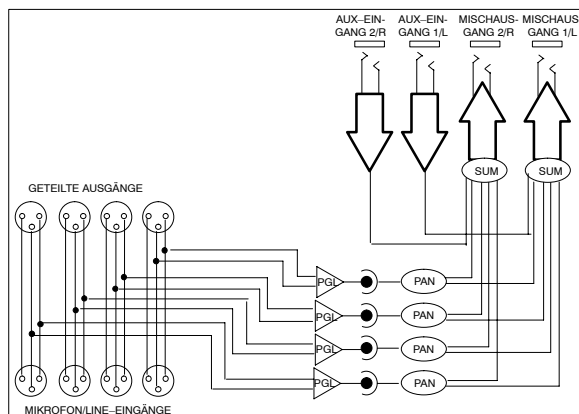 AUX–EIN-
GANG 2/R
AUX–EIN-
GANG 1/L
MISCHAUS-
GANG 2/R
MISCHAUS
GANG 1/L
SUM
SUM
GETEILTE AUSGÄNGE
PGL
PAN
PGL
PAN
PGL
PAN
PGL
PAN
MIKROFON/LINE–EINGÄNGE